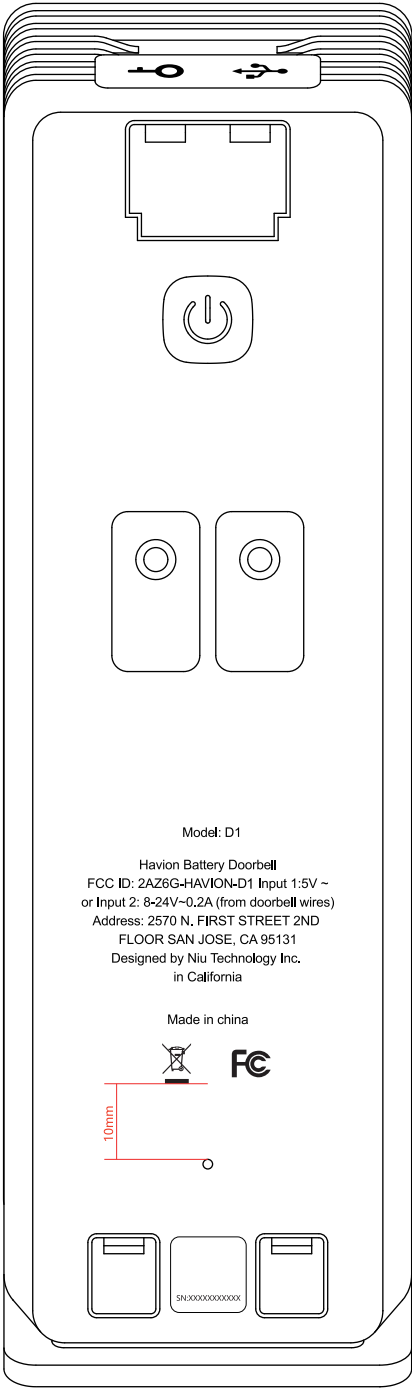 Model: D1
Havion Battery Doorbell
FCC ID: 2AZ6G-HAVION-D1 Input 1:5V ~
or Input 2: 8-24V~0.2A (from doorbell wires)
Address: 2570 N. FIRST STREET 2ND
FLOOR SAN JOSE, CA 95131
Designed by Niu Technology Inc.
in California
Made in china
FC
10mm
SN:XXXXXXXXXXX